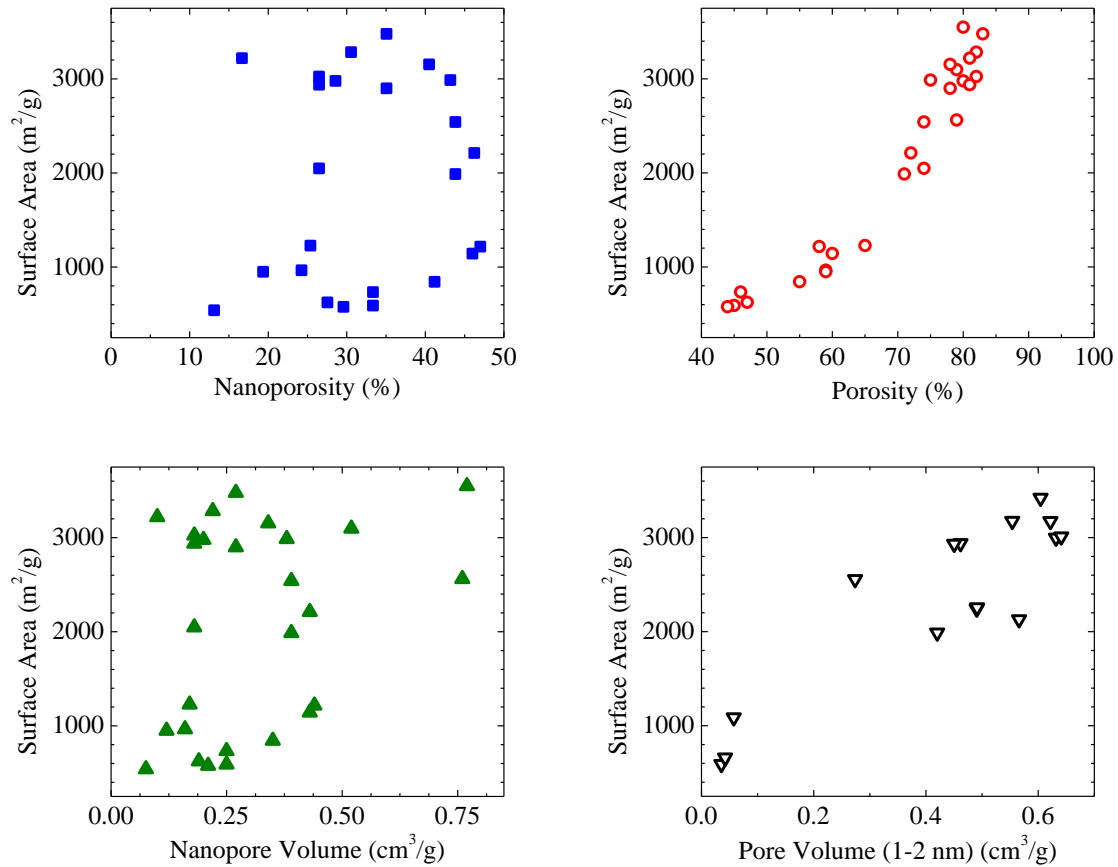 3000
2000
1000
Surface Area (m²/g)
0 10 20 30 40 50
Nanoporosity (%)
3000
2000
1000
Surface Area (m²/g)
40 50 60 70 80 90 100
Porosity (%)
3000
2000
1000
Surface Area (m²/g)
0.00 0.25 0.50 0.75
Nanopore Volume (cm³/g)
3000
2000
1000
Surface Area (m²/g)
0.0 0.2 0.4 0.6
Pore Volume (1-2 nm) (cm³/g)